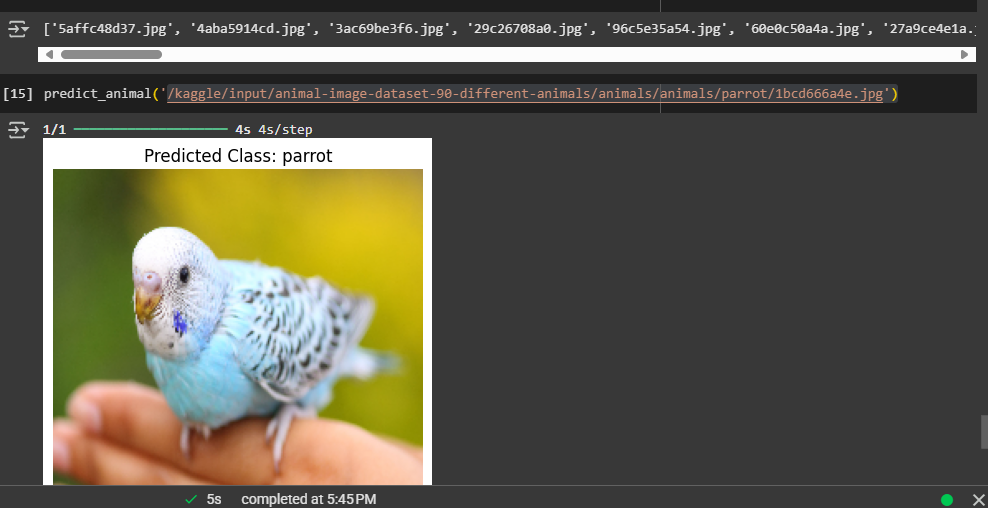 ['5affc48d37.jpg', '4aba5914cd.jpg', '3ac69be3f6.jpg', '29c26708a0.jpg', '96c5e35a54.jpg', '60e0c50a4a.jpg', '27a9ce4e1a.j
[15] predict_animal('/kaggle/input/animal-image-dataset-90-different-animals/animals/animals/parrot/1bcd666a4e.jpg')
1/1 4s 4s/step
Predicted Class: parrot
5s completed at 5:45 PM